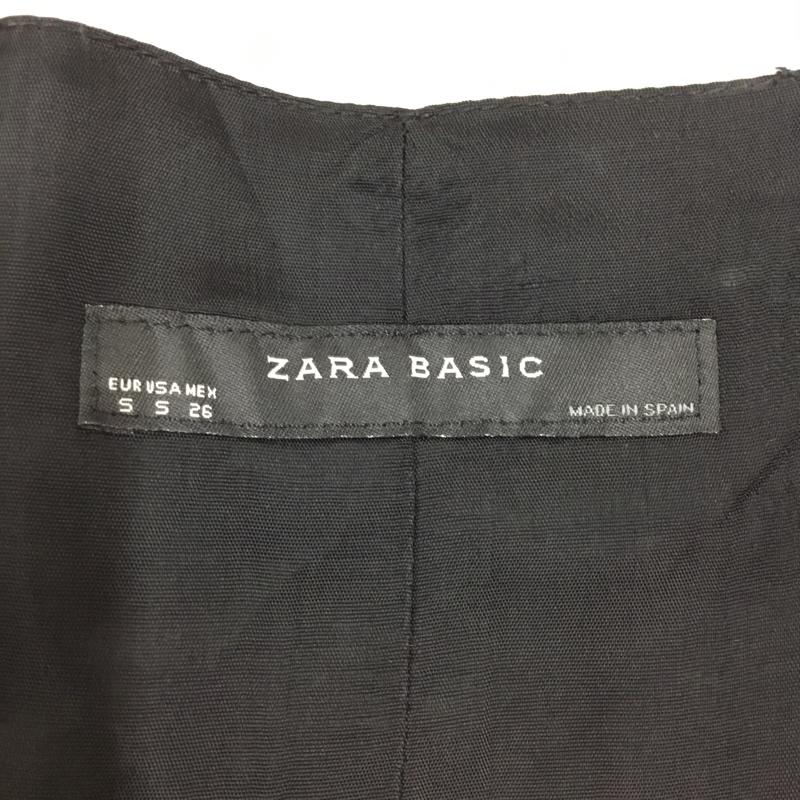 ZARA BASIC
EUR USA MEX
S S 26
MADE IN SPAIN